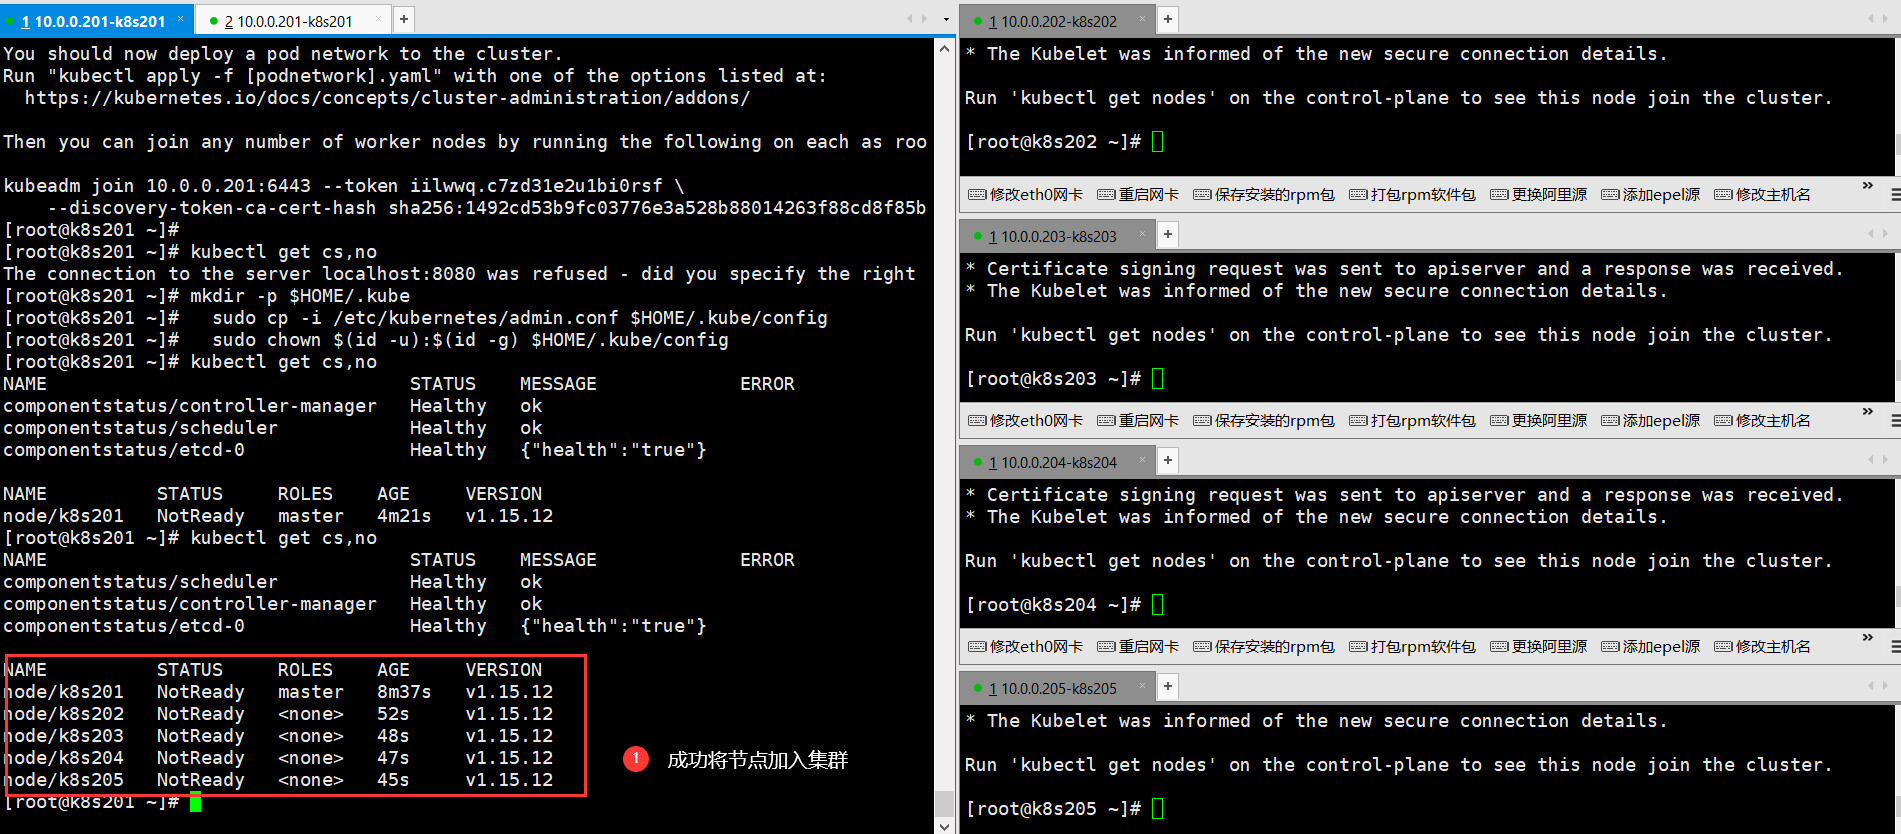 1 10.0.0.201-k8s201 × 2 10.0.0.201-k8s201 × +
You should now deploy a pod network to the cluster.
Run "kubectl apply -f [podnetwork].yaml" with one of the options listed at:
  https://kubernetes.io/docs/concepts/cluster-administration/addons/
Then you can join any number of worker nodes by running the following on each as roo
kubeadm join 10.0.0.201:6443 --token iilwwq.c7zd31e2u1bi0rsf \
    --discovery-token-ca-cert-hash sha256:1492cd53b9fc03776e3a528b88014263f88cd8f85b
[root@k8s201 ~]#
[root@k8s201 ~]# kubectl get cs,no
The connection to the server localhost:8080 was refused - did you specify the right
[root@k8s201 ~]# mkdir -p $HOME/.kube
[root@k8s201 ~]#   sudo cp -i /etc/kubernetes/admin.conf $HOME/.kube/config
[root@k8s201 ~]#   sudo chown $(id -u):$(id -g) $HOME/.kube/config
[root@k8s201 ~]# kubectl get cs,no
NAME STATUS MESSAGE ERROR
componentstatus/controller-manager Healthy ok
componentstatus/scheduler Healthy ok
componentstatus/etcd-0 Healthy {"health":"true"}
NAME STATUS ROLES AGE VERSION
node/k8s201 NotReady master 4m21s v1.15.12
[root@k8s201 ~]# kubectl get cs,no
NAME STATUS MESSAGE ERROR
componentstatus/scheduler Healthy ok
componentstatus/controller-manager Healthy ok
componentstatus/etcd-0 Healthy {"health":"true"}
NAME STATUS ROLES AGE VERSION
node/k8s201 NotReady master 8m37s v1.15.12
node/k8s202 NotReady <none> 52s v1.15.12
node/k8s203 NotReady <none> 48s v1.15.12
node/k8s204 NotReady <none> 47s v1.15.12
node/k8s205 NotReady <none> 45s v1.15.12
[root@k8s201 ~]#
1 成功将节点加入集群
1 10.0.0.202-k8s202 × +
* The Kubelet was informed of the new secure connection details.
Run 'kubectl get nodes' on the control-plane to see this node join the cluster.
[root@k8s202 ~]#
修改eth0网卡 重启网卡 保存安装的rpm包 打包rpm软件包 更换阿里源 添加epel源 修改主机名 »
1 10.0.0.203-k8s203 × +
* Certificate signing request was sent to apiserver and a response was received.
* The Kubelet was informed of the new secure connection details.
Run 'kubectl get nodes' on the control-plane to see this node join the cluster.
[root@k8s203 ~]#
修改eth0网卡 重启网卡 保存安装的rpm包 打包rpm软件包 更换阿里源 添加epel源 修改主机名 »
1 10.0.0.204-k8s204 × +
* Certificate signing request was sent to apiserver and a response was received.
* The Kubelet was informed of the new secure connection details.
Run 'kubectl get nodes' on the control-plane to see this node join the cluster.
[root@k8s204 ~]#
修改eth0网卡 重启网卡 保存安装的rpm包 打包rpm软件包 更换阿里源 添加epel源 修改主机名 »
1 10.0.0.205-k8s205 × +
* The Kubelet was informed of the new secure connection details.
Run 'kubectl get nodes' on the control-plane to see this node join the cluster.
[root@k8s205 ~]#